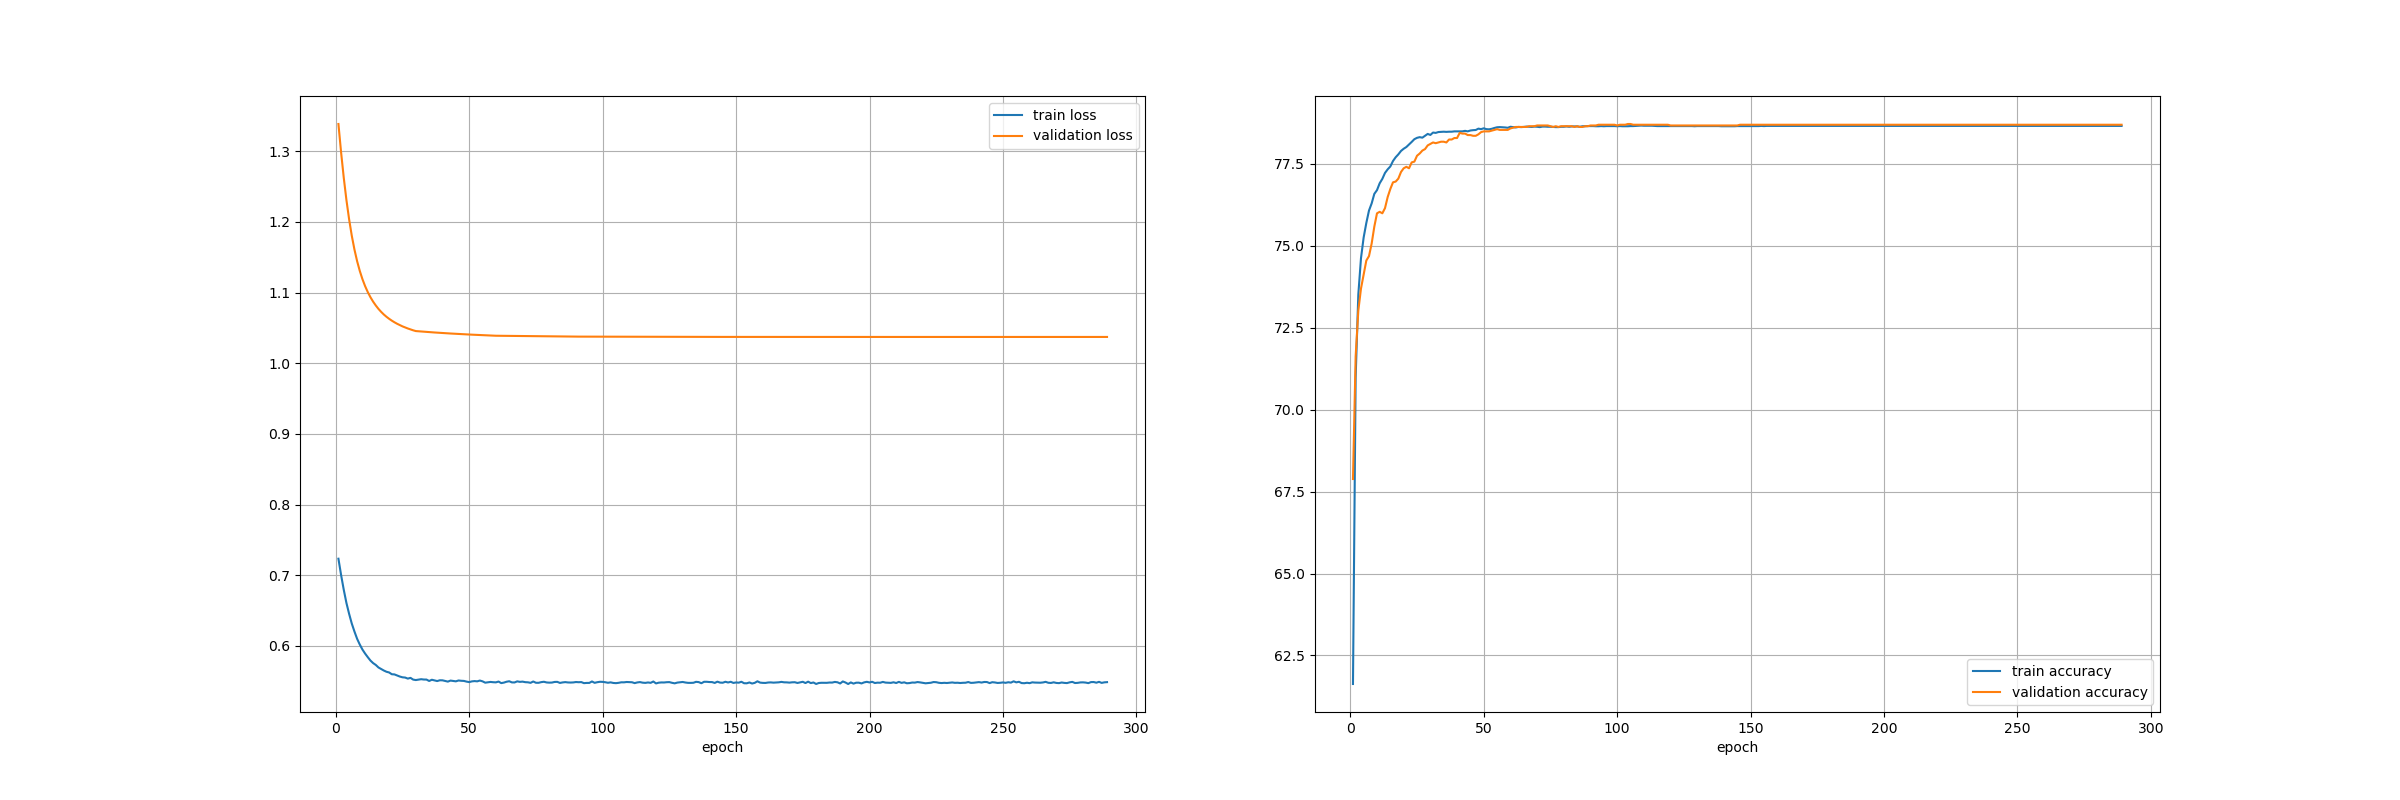 train loss
validation loss
1.3
1.2
1.1
1.0
0.9
0.8
0.7
0.6
0 50 100 150 200 250 300
epoch
77.5
75.0
72.5
70.0
67.5
65.0
62.5
train accuracy
validation accuracy
0 50 100 150 200 250 300
epoch